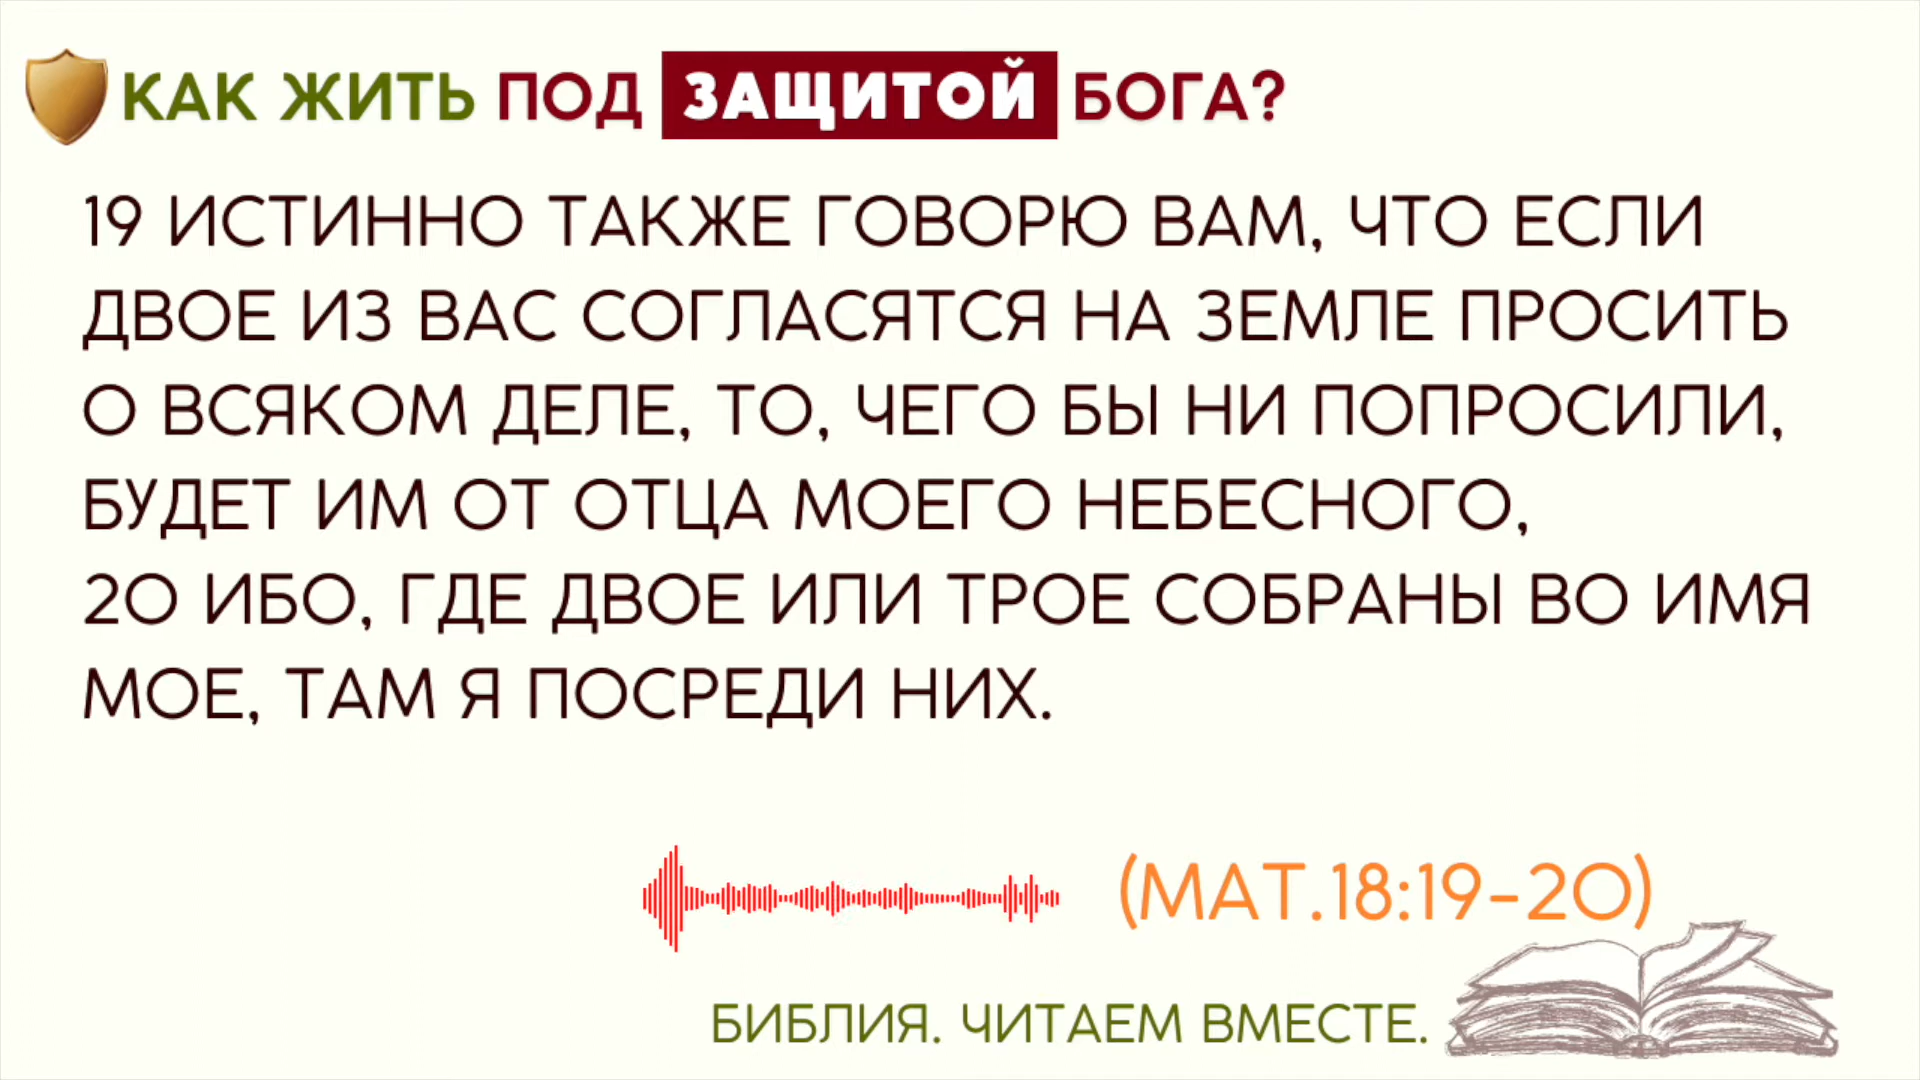 КАК ЖИТЬ ПОД ЗАЩИТОЙ БОГА?
19 ИСТИННО ТАКЖЕ ГОВОРЮ ВАМ, ЧТО ЕСЛИ
ДВОЕ ИЗ ВАС СОГЛАСЯТСЯ НА ЗЕМЛЕ ПРОСИТЬ
О ВСЯКОМ ДЕЛЕ, ТО, ЧЕГО БЫ НИ ПОПРОСИЛИ,
БУДЕТ ИМ ОТ ОТЦА МОЕГО НЕБЕСНОГО,
20 ИБО, ГДЕ ДВОЕ ИЛИ ТРОЕ СОБРАНЫ ВО ИМЯ
МОЕ, ТАМ Я ПОСРЕДИ НИХ.
(МАТ.18:19-20)
БИБЛИЯ. ЧИТАЕМ ВМЕСТЕ.